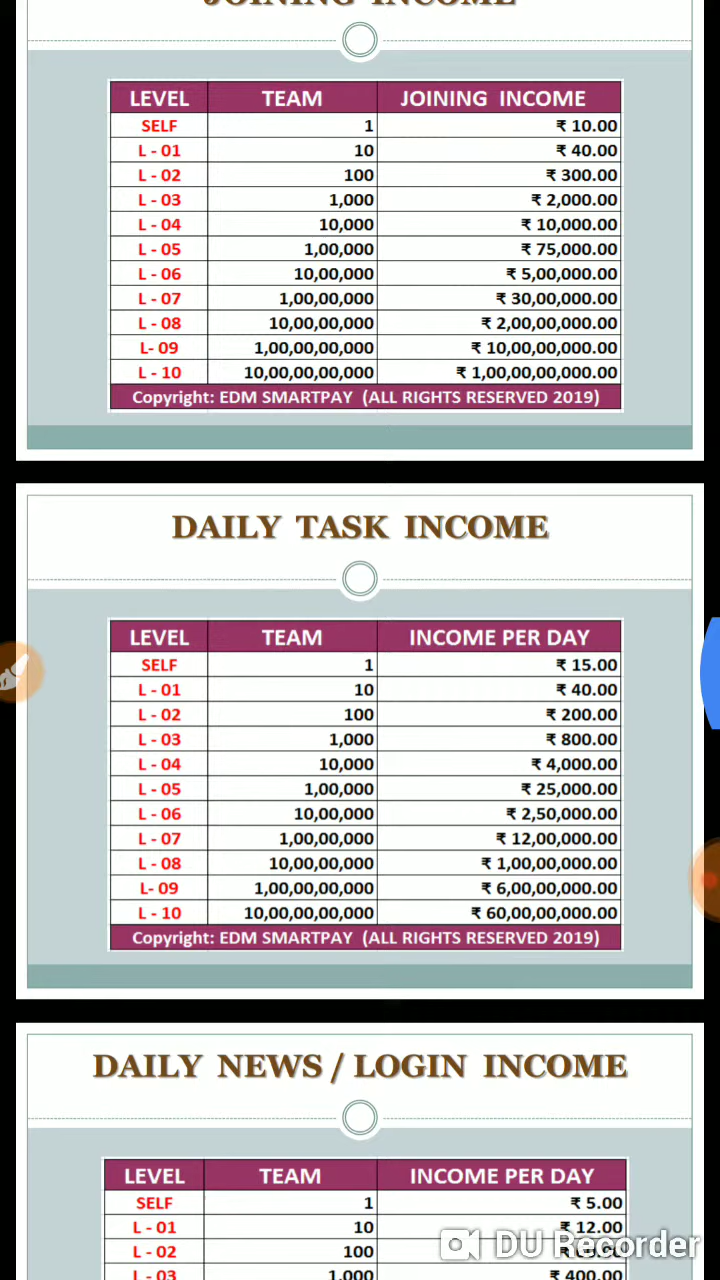 JOINING INCOME
LEVEL TEAM JOINING INCOME
SELF 1 ₹ 10.00
L - 01 10 ₹ 40.00
L - 02 100 ₹ 300.00
L - 03 1,000 ₹ 2,000.00
L - 04 10,000 ₹ 10,000.00
L - 05 1,00,000 ₹ 75,000.00
L - 06 10,00,000 ₹ 5,00,000.00
L - 07 1,00,00,000 ₹ 30,00,000.00
L - 08 10,00,00,000 ₹ 2,00,00,000.00
L- 09 1,00,00,00,000 ₹ 10,00,00,000.00
L - 10 10,00,00,00,000 ₹ 1,00,00,00,000.00
Copyright: EDM SMARTPAY (ALL RIGHTS RESERVED 2019)
DAILY TASK INCOME
LEVEL TEAM INCOME PER DAY
SELF 1 ₹ 15.00
L - 01 10 ₹ 40.00
L - 02 100 ₹ 200.00
L - 03 1,000 ₹ 800.00
L - 04 10,000 ₹ 4,000.00
L - 05 1,00,000 ₹ 25,000.00
L - 06 10,00,000 ₹ 2,50,000.00
L - 07 1,00,00,000 ₹ 12,00,000.00
L - 08 10,00,00,000 ₹ 1,00,00,000.00
L- 09 1,00,00,00,000 ₹ 6,00,00,000.00
L - 10 10,00,00,00,000 ₹ 60,00,00,000.00
Copyright: EDM SMARTPAY (ALL RIGHTS RESERVED 2019)
DAILY NEWS / LOGIN INCOME
LEVEL TEAM INCOME PER DAY
SELF 1 ₹ 5.00
L - 01 10 ₹ 12.00
L - 02 100
L - 03 1,000 ₹ 400.00
DU Recorder